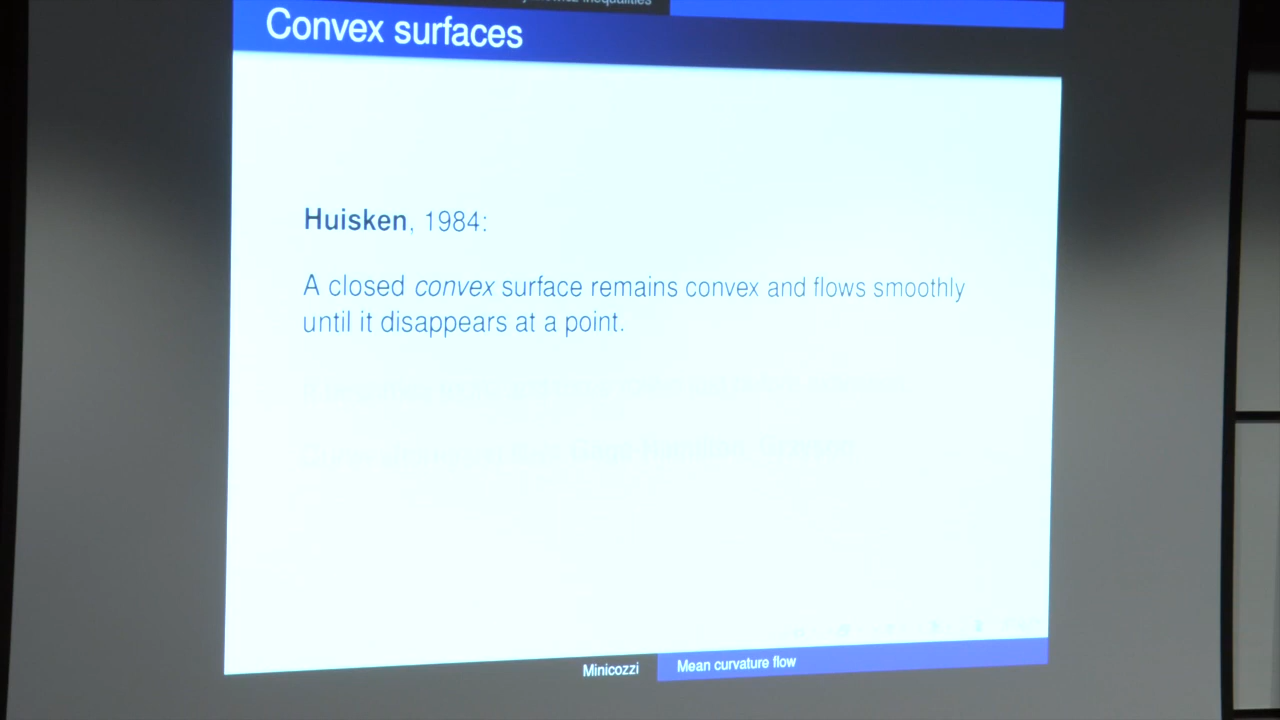 inequalities
Convex surfaces
Huisken, 1984:
A closed convex surface remains convex and flows smoothly
until it disappears at a point.
Minicozzi
Mean curvature flow